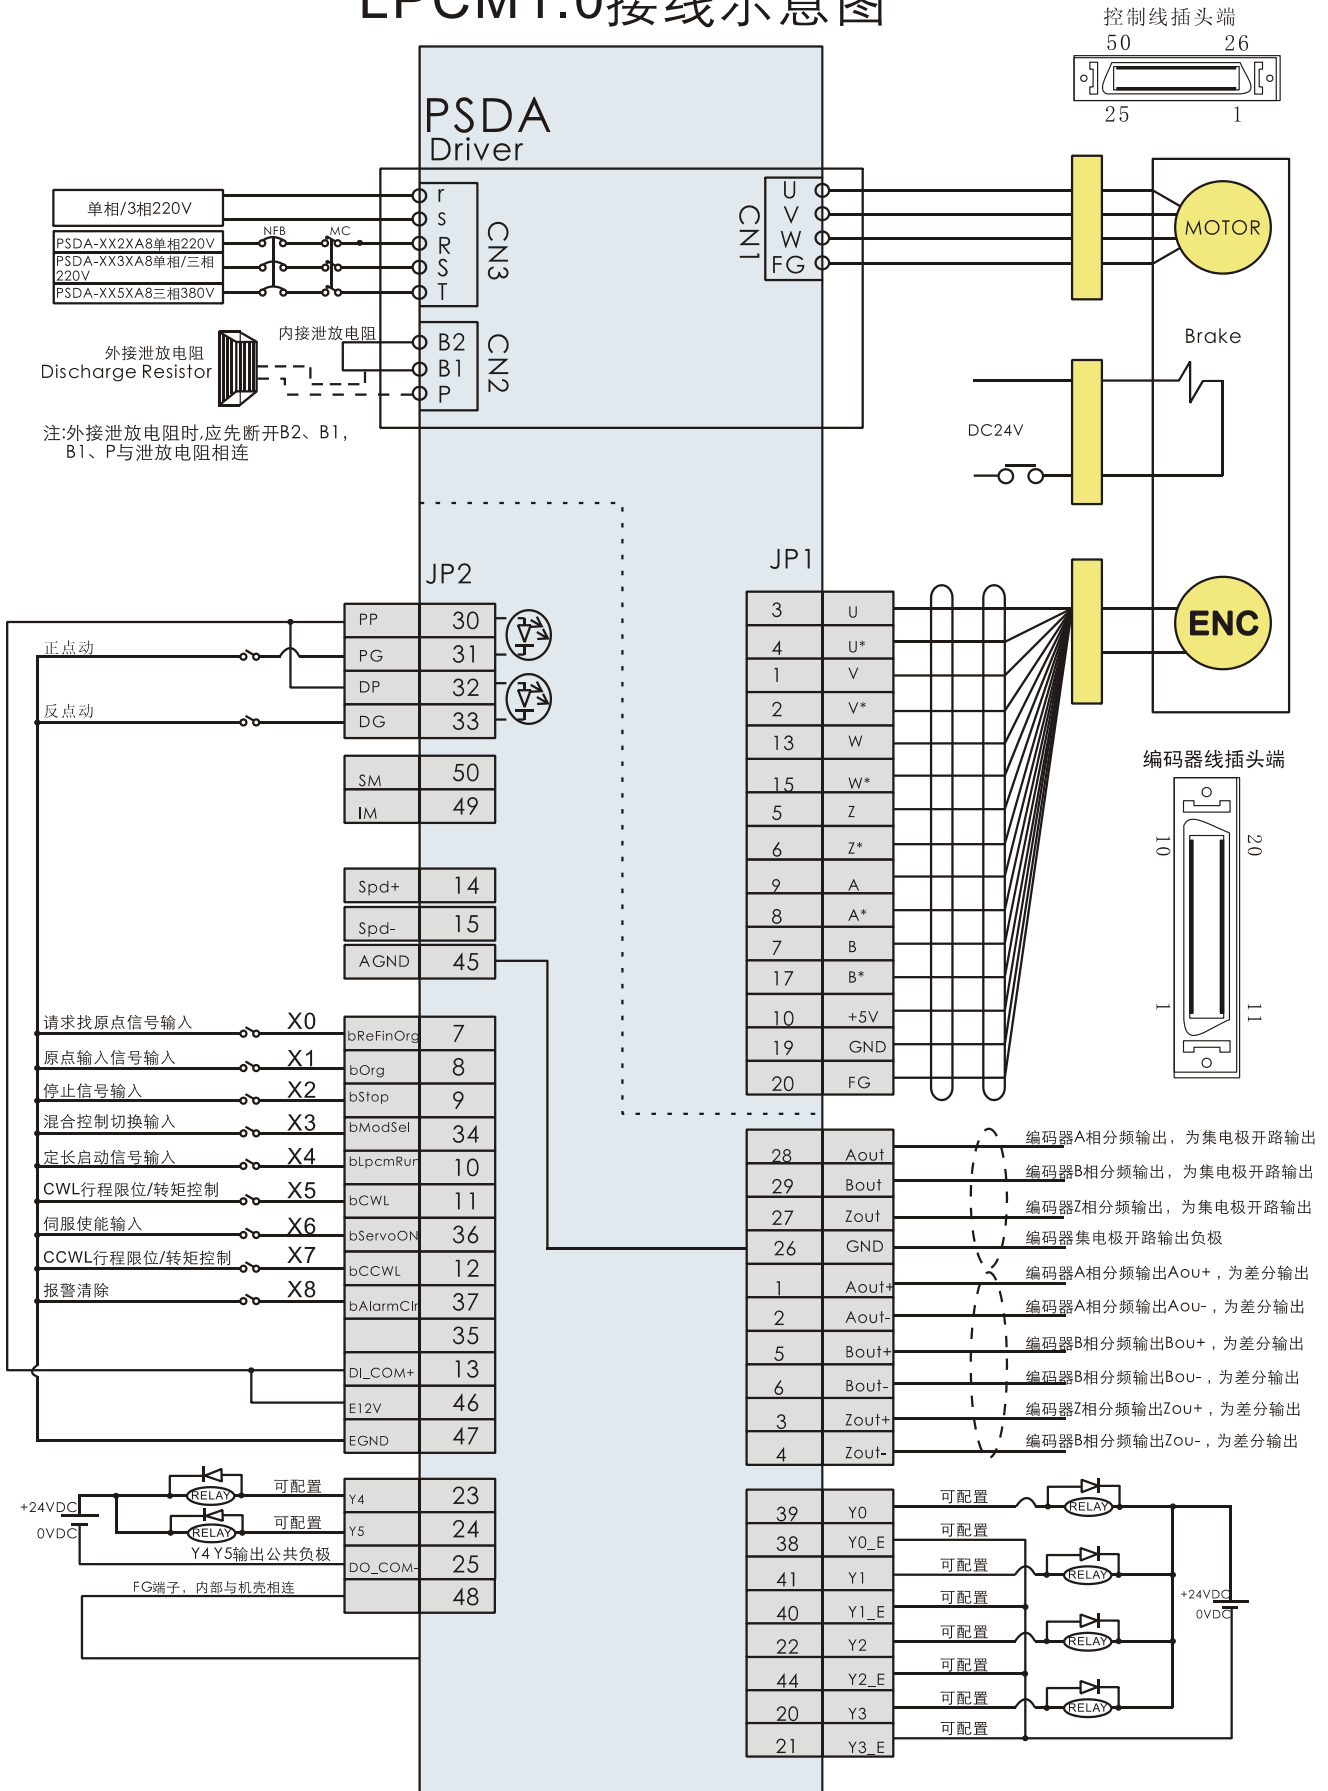 LPCM1.0接线示意图
控制线插头端
50 26
25 1
PSDA
Driver
单相/3相220V
PSDA-XX2XA8单相220V
PSDA-XX3XA8单相/三相
220V
PSDA-XX5XA8三相380V
NFB
MC
r
s
R
S
T
CN3
内接泄放电阻
外接泄放电阻
Discharge Resistor
B2
B1
P
CN2
注:外接泄放电阻时,应先断开B2、B1，
B1、P与泄放电阻相连
U
V
W
FG
CN1
MOTOR
Brake
DC24V
ENC
JP2
PP 30
正点动
PG 31
DP 32
反点动
DG 33
SM 50
IM 49
Spd+ 14
Spd- 15
AGND 45
请求找原点信号输入 X0 bReFinOrg 7
原点输入信号输入 X1 bOrg 8
停止信号输入 X2 bStop 9
混合控制切换输入 X3 bModSel 34
定长启动信号输入 X4 bLpcmRun 10
CWL行程限位/转矩控制 X5 bCWL 11
伺服使能输入 X6 bServoON 36
CCWL行程限位/转矩控制 X7 bCCWL 12
报警清除 X8 bAlarmClr 37
35
DI_COM+ 13
E12V 46
EGND 47
+24VDC
0VDC
RELAY 可配置 Y4 23
RELAY 可配置 Y5 24
Y4 Y5输出公共负极 DO_COM- 25
FG端子，内部与机壳相连 48
JP1
3 U
4 U*
1 V
2 V*
13 W
15 W*
5 Z
6 Z*
9 A
8 A*
7 B
17 B*
10 +5V
19 GND
20 FG
编码器线插头端
10 20
1 11
28 Aout 编码器A相分频输出，为集电极开路输出
29 Bout 编码器B相分频输出，为集电极开路输出
27 Zout 编码器Z相分频输出，为集电极开路输出
26 GND 编码器集电极开路输出负极
1 Aout+ 编码器A相分频输出Aou+，为差分输出
2 Aout- 编码器A相分频输出Aou-，为差分输出
5 Bout+ 编码器B相分频输出Bou+，为差分输出
6 Bout- 编码器B相分频输出Bou-，为差分输出
3 Zout+ 编码器Z相分频输出Zou+，为差分输出
4 Zout- 编码器B相分频输出Zou-，为差分输出
39 Y0 可配置 RELAY
38 Y0_E 可配置
41 Y1 可配置 RELAY
40 Y1_E 可配置
22 Y2 可配置 RELAY
44 Y2_E 可配置
20 Y3 可配置 RELAY
21 Y3_E 可配置
+24VDC
0VDC